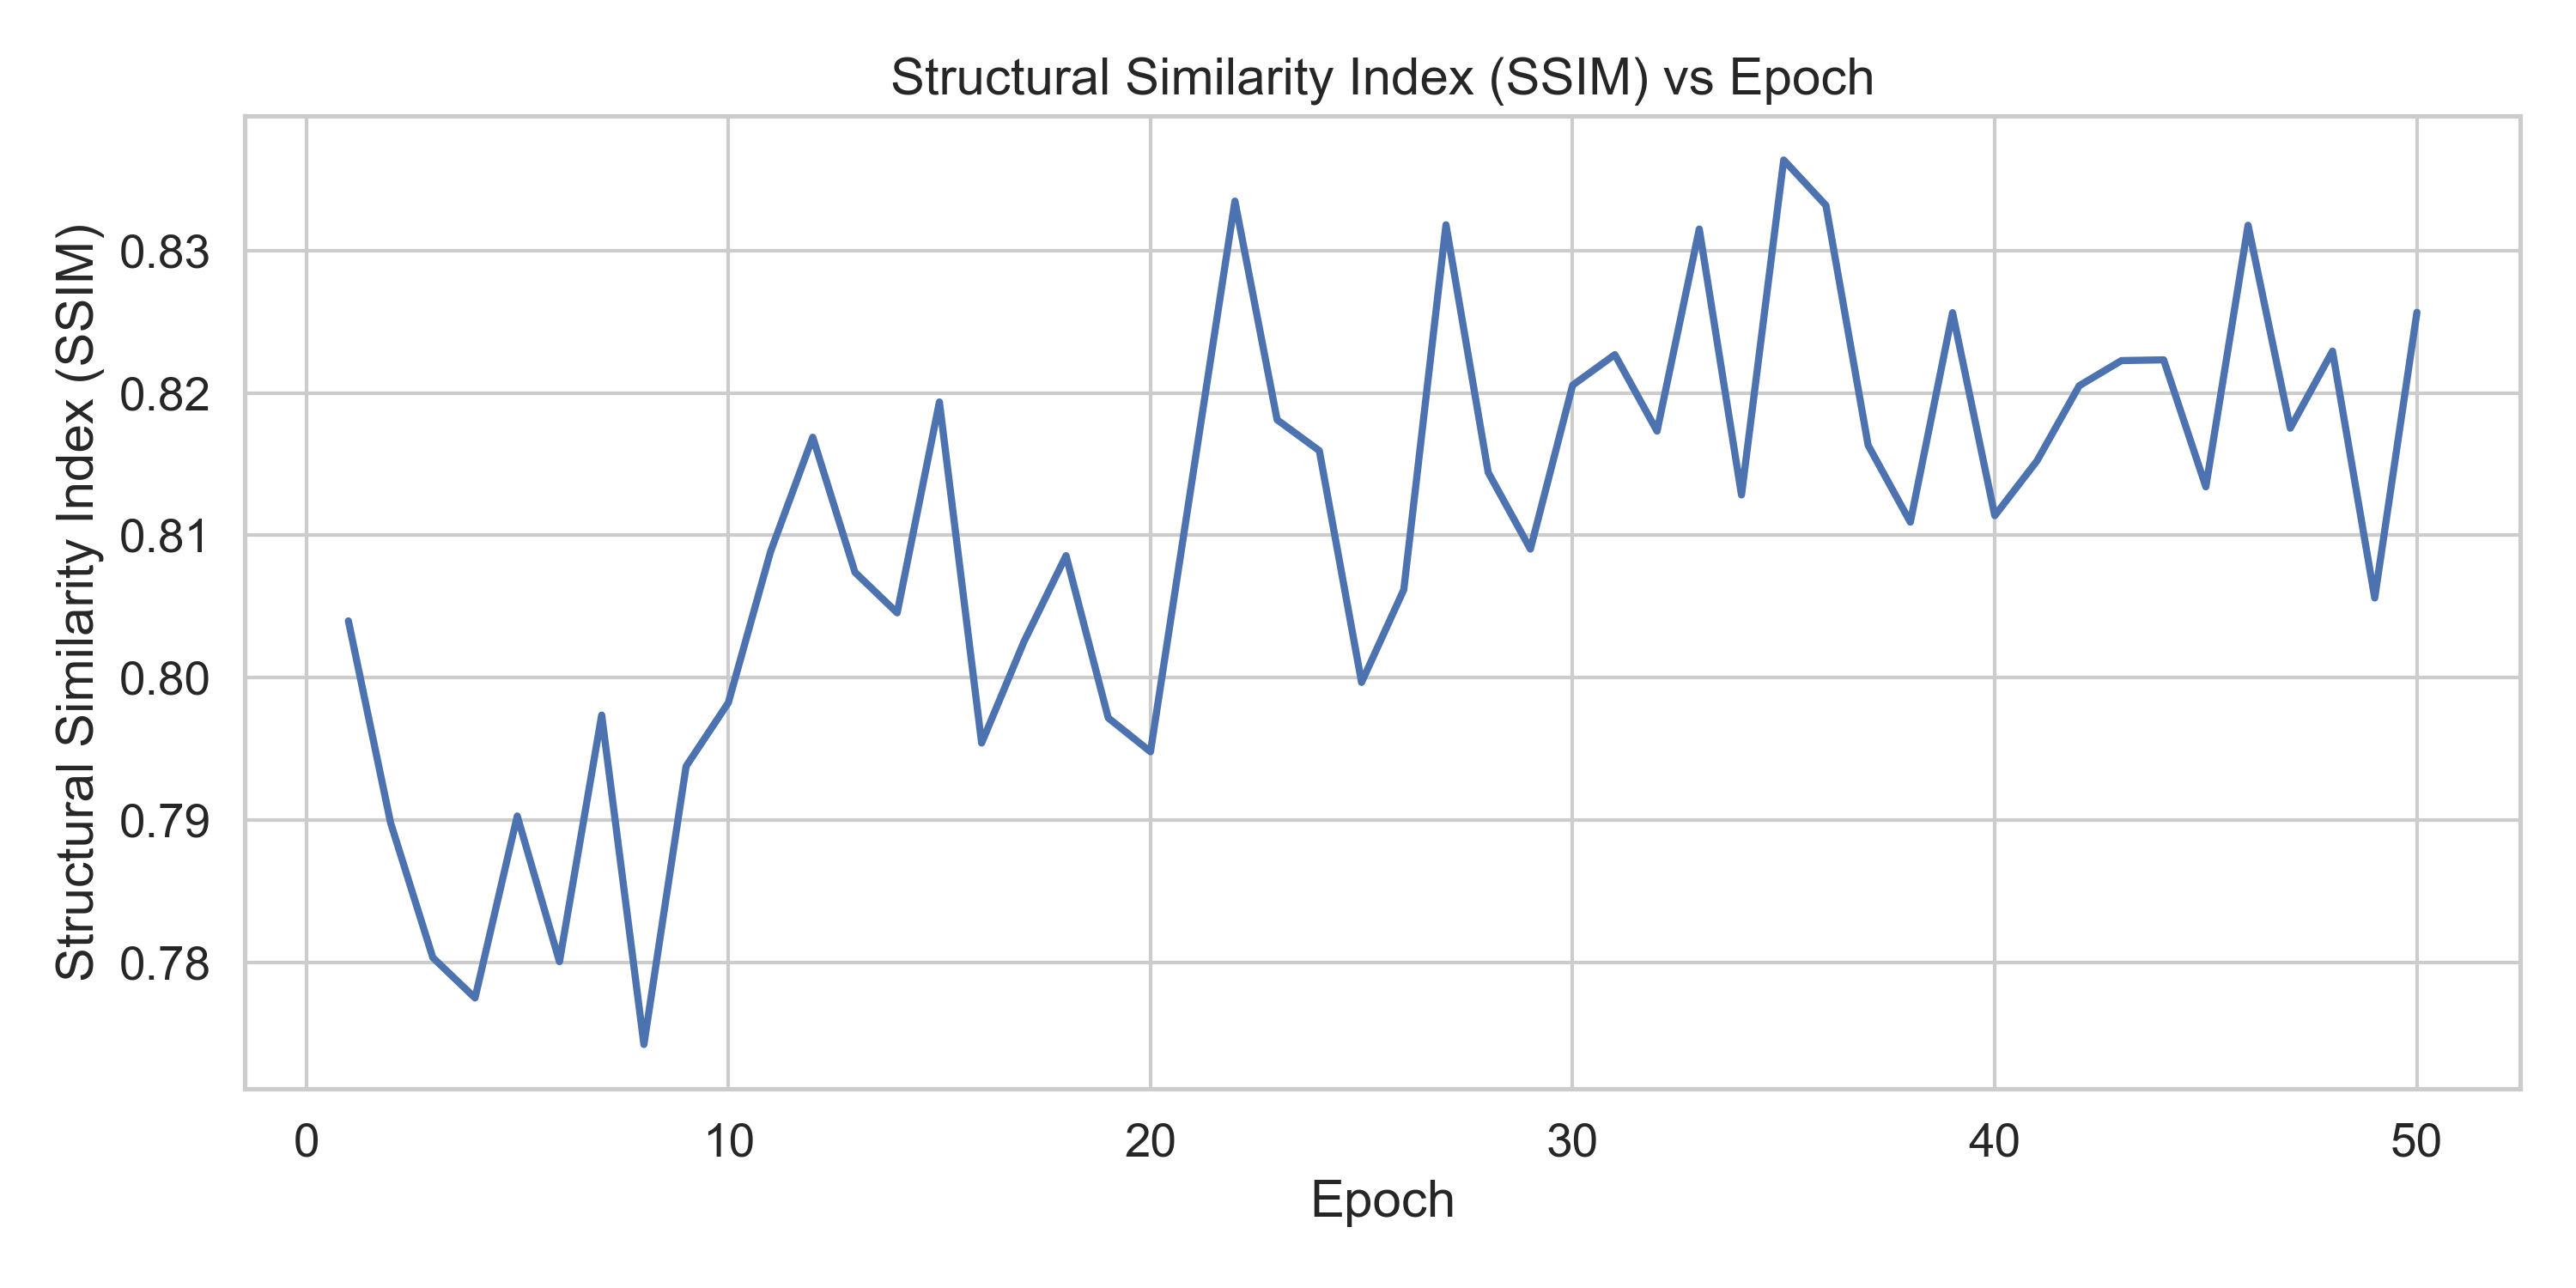 Structural Similarity Index (SSIM) vs Epoch
Structural Similarity Index (SSIM)
0.83
0.82
0.81
0.80
0.79
0.78
0 10 20 30 40 50
Epoch